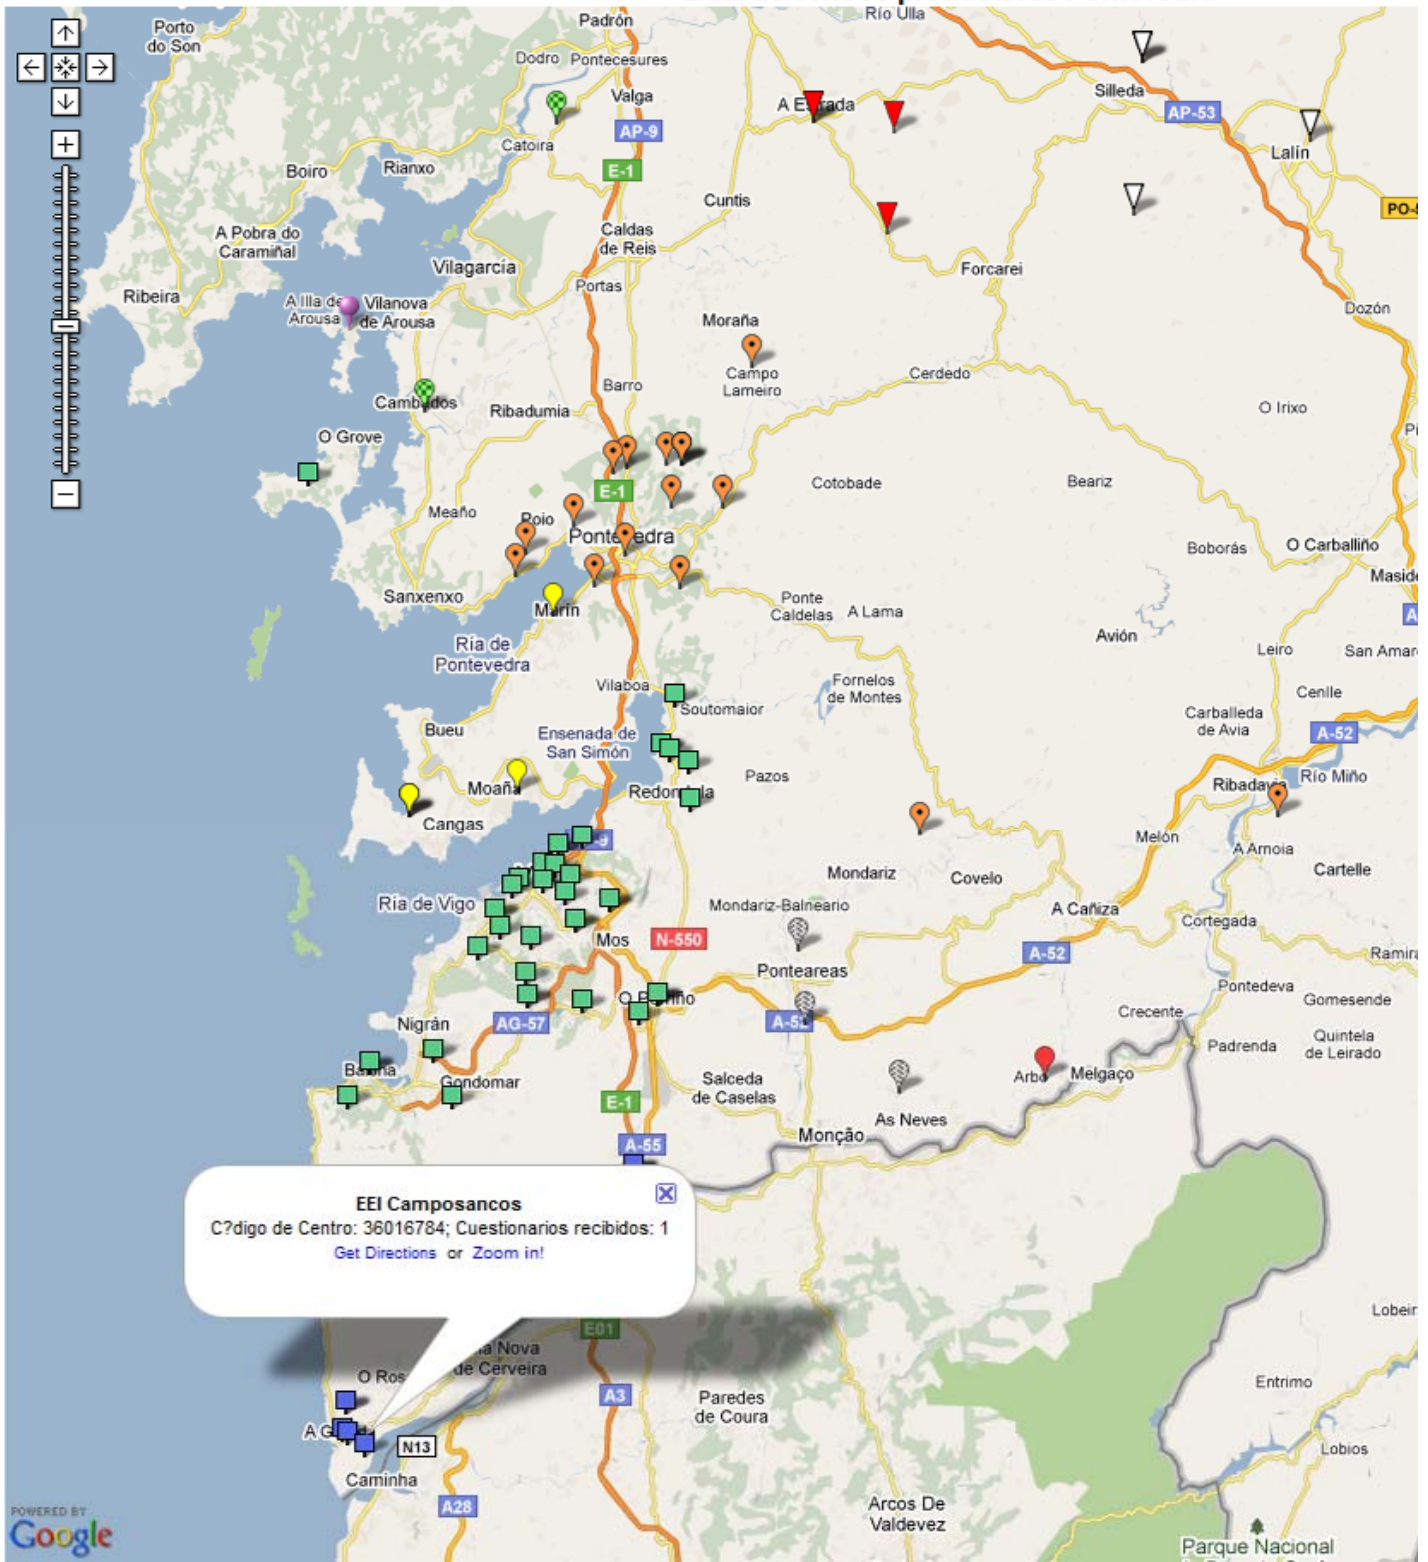 Río Ulla
Porto
do Son
Padrón
Dodro
Pontecesures
Valga
A Estrada
Silleda
AP-53
AP-9
Catoira
Lalín
Boiro
Rianxo
E-1
Cuntis
PO-
A Pobra do
Caramiñal
Caldas
de Reis
Vilagarcía
Forcarei
Portas
Ribeira
A Illa de
Arousa
Vilanova
de Arousa
Moraña
Dozón
Campo
Lameiro
Cerdedo
Barro
Cambados
Ribadumia
O Irixo
O Grove
E-1
Cotobade
Beariz
Meaño
Poio
Pontevedra
Boborás
O Carballiño
Sanxenxo
Marín
Ponte
Caldelas
A Lama
Avión
Ría de
Pontevedra
Leiro
Vilaboa
Soutomaior
Fornelos
de Montes
Cenlle
Carballeda
de Avia
Bueu
Ensenada de
San Simón
A-52
Moaña
Pazos
Redondela
Ribadavia
Río Miño
Cangas
Melón
A Arnoia
Mondariz
Covelo
Cartelle
Ría de Vigo
Mondariz-Balneario
A Cañiza
Cortegada
Mos
N-550
A-52
Ponteareas
Pontedeva
Gomesende
O Porriño
Crecente
Nigrán
AG-57
A-52
Padrenda
Quintela
de Leirado
Baiona
Gondomar
Salceda
de Caselas
Arbo
Melgaço
E-1
As Neves
Monção
A-55
EEI Camposancos
C?digo de Centro: 36016784; Cuestionarios recibidos: 1
Get Directions or Zoom in!
E01
Nova
de Cerveira
O Ros
A3
Paredes
de Coura
Entrimo
N13
Lobios
Caminha
A28
Arcos De
Valdevez
POWERED BY
Google
Parque Nacional